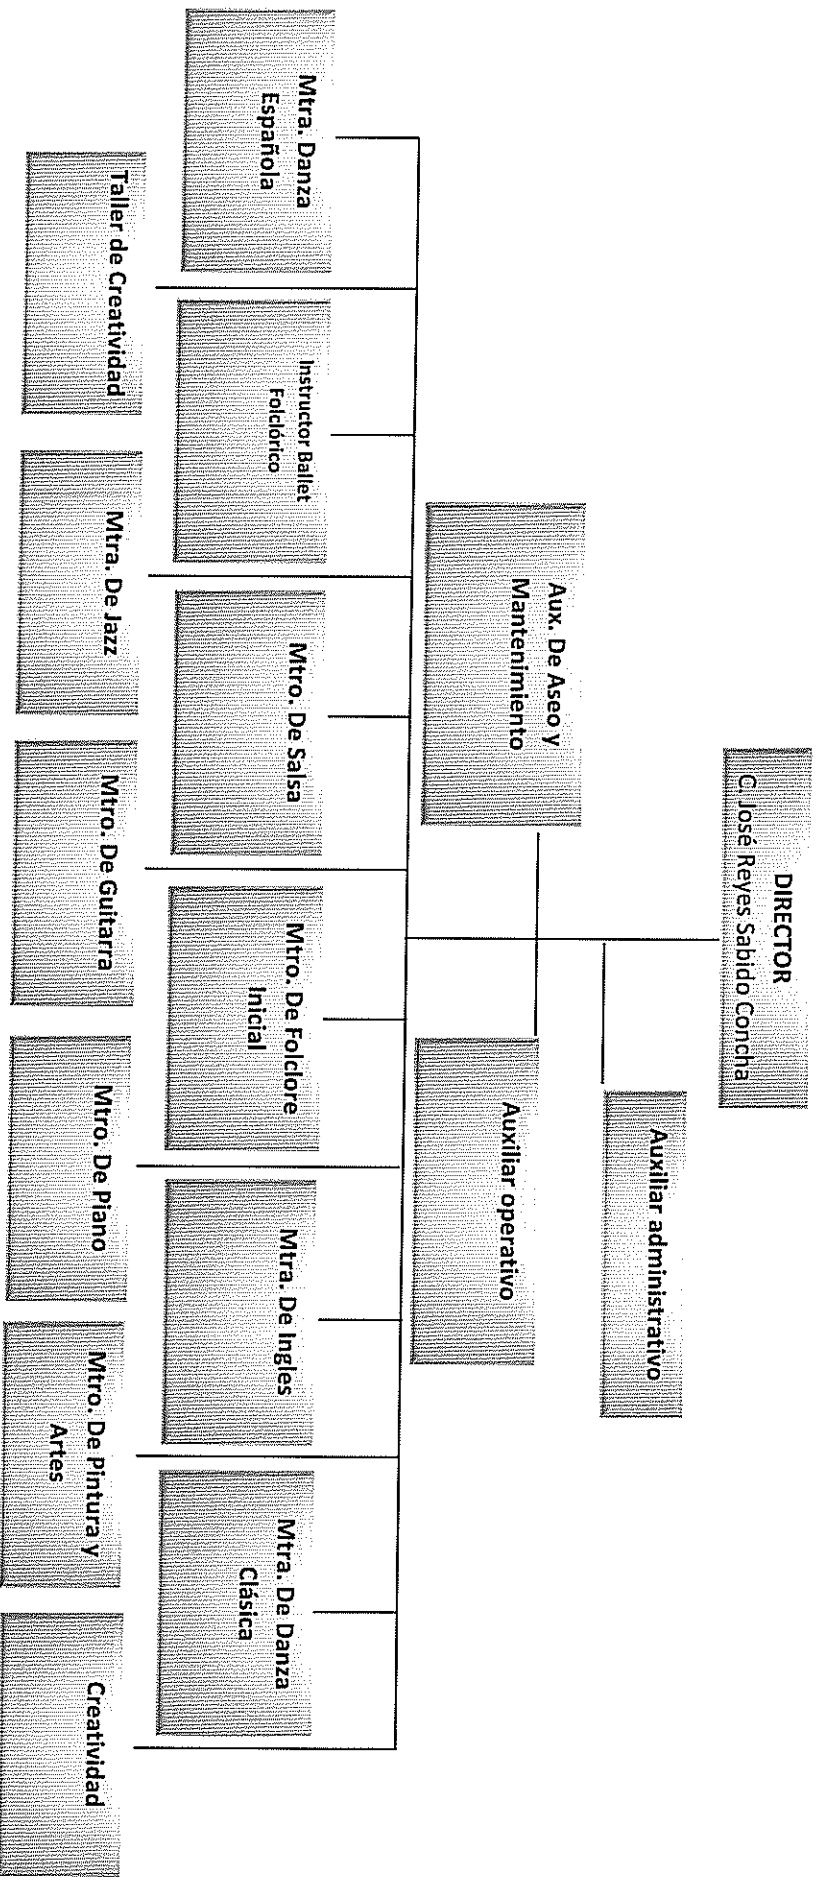 DIRECTOR
C. José Reyes Sabido Concha
Auxiliar administrativo
Aux. De Aseo y
Mantenimiento
Auxiliar operativo
Mtra. Danza
Española
Instructor Ballet
Folclórico
Mtro. De Salsa
Mtro. De Folclore
Inicial
Mtra. De Ingles
Mtra. De Danza
Clásica
Taller de Creatividad
Mtra. De Jazz
Mtro. De Guitarra
Mtro. De Piano
Mtro. De Pintura y
Artes
Creatividad